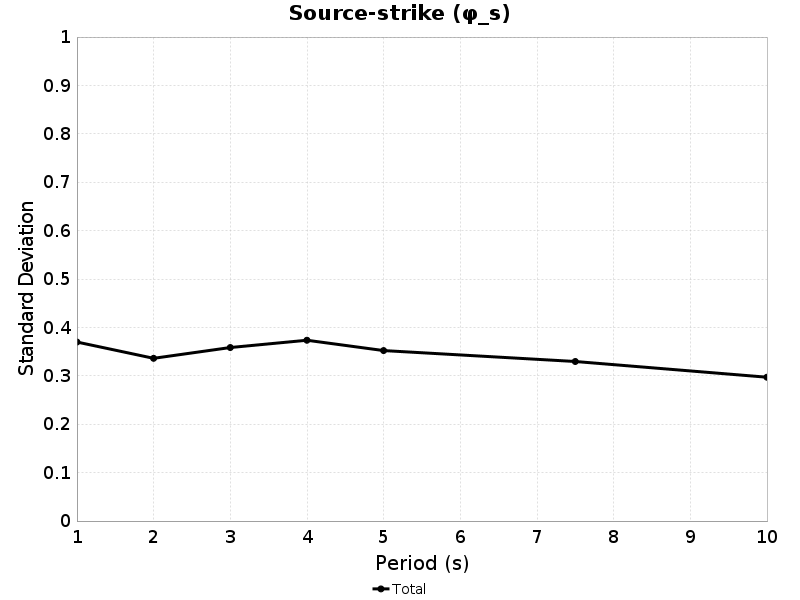 Source-strike (φ_s)
1
0.9
0.8
0.7
0.6
0.5
0.4
0.3
0.2
0.1
0
Standard Deviation
1 2 3 4 5 6 7 8 9 10
Period (s)
Total